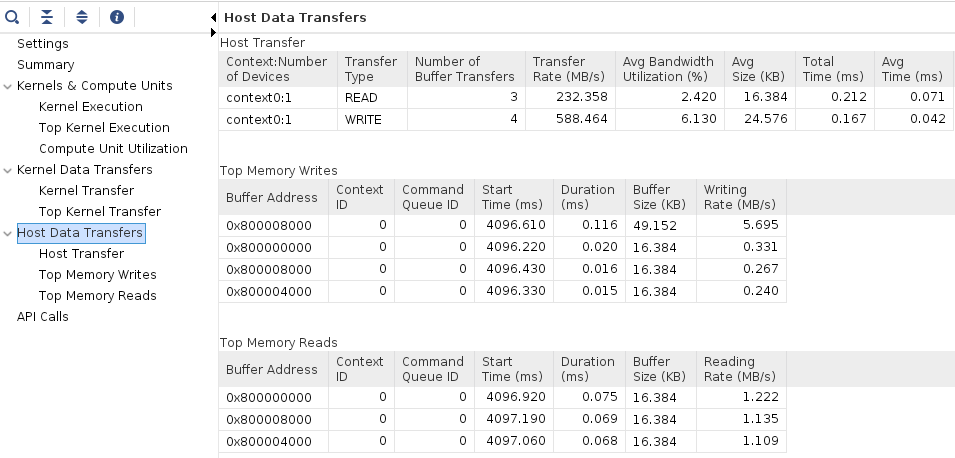 Host Data Transfers
Settings
Summary
Kernels & Compute Units
Kernel Execution
Top Kernel Execution
Compute Unit Utilization
Kernel Data Transfers
Kernel Transfer
Top Kernel Transfer
Host Data Transfers
Host Transfer
Top Memory Writes
Top Memory Reads
API Calls
Host Transfer
Context:Number of Devices Transfer Type Number of Buffer Transfers Transfer Rate (MB/s) Avg Bandwidth Utilization (%) Avg Size (KB) Total Time (ms) Avg Time (ms)
context0:1 READ 3 232.358 2.420 16.384 0.212 0.071
context0:1 WRITE 4 588.464 6.130 24.576 0.167 0.042
Top Memory Writes
Buffer Address Context ID Command Queue ID Start Time (ms) Duration (ms) Buffer Size (KB) Writing Rate (MB/s)
0x800008000 0 0 4096.610 0.116 49.152 5.695
0x800000000 0 0 4096.220 0.020 16.384 0.331
0x800008000 0 0 4096.430 0.016 16.384 0.267
0x800004000 0 0 4096.330 0.015 16.384 0.240
Top Memory Reads
Buffer Address Context ID Command Queue ID Start Time (ms) Duration (ms) Buffer Size (KB) Reading Rate (MB/s)
0x800000000 0 0 4096.920 0.075 16.384 1.222
0x800008000 0 0 4097.190 0.069 16.384 1.135
0x800004000 0 0 4097.060 0.068 16.384 1.109